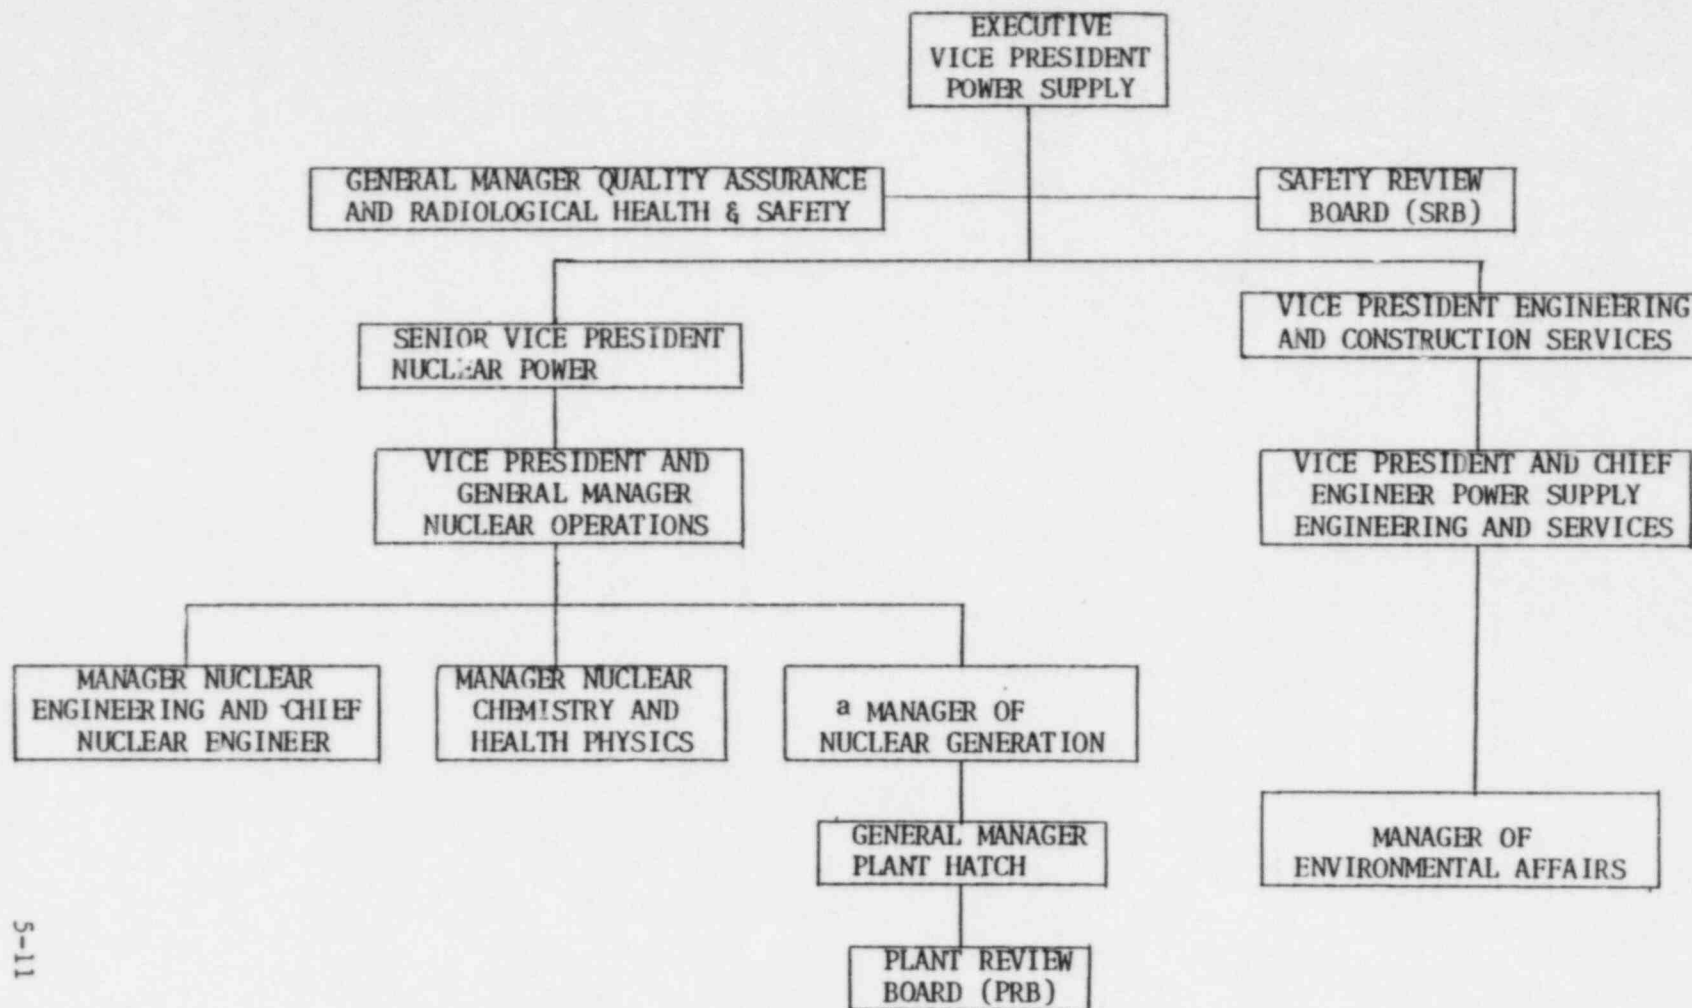 EXECUTIVE
VICE PRESIDENT
POWER SUPPLY
GENERAL MANAGER QUALITY ASSURANCE
AND RADIOLOGICAL HEALTH & SAFETY
SAFETY REVIEW
BOARD (SRB)
SENIOR VICE PRESIDENT
NUCLEAR POWER
VICE PRESIDENT ENGINEERING
AND CONSTRUCTION SERVICES
VICE PRESIDENT AND
GENERAL MANAGER
NUCLEAR OPERATIONS
VICE PRESIDENT AND CHIEF
ENGINEER POWER SUPPLY
ENGINEERING AND SERVICES
MANAGER NUCLEAR
ENGINEERING AND CHIEF
NUCLEAR ENGINEER
MANAGER NUCLEAR
CHEMISTRY AND
HEALTH PHYSICS
a MANAGER OF
NUCLEAR GENERATION
GENERAL MANAGER
PLANT HATCH
MANAGER OF
ENVIRONMENTAL AFFAIRS
PLANT REVIEW
BOARD (PRB)
5-11